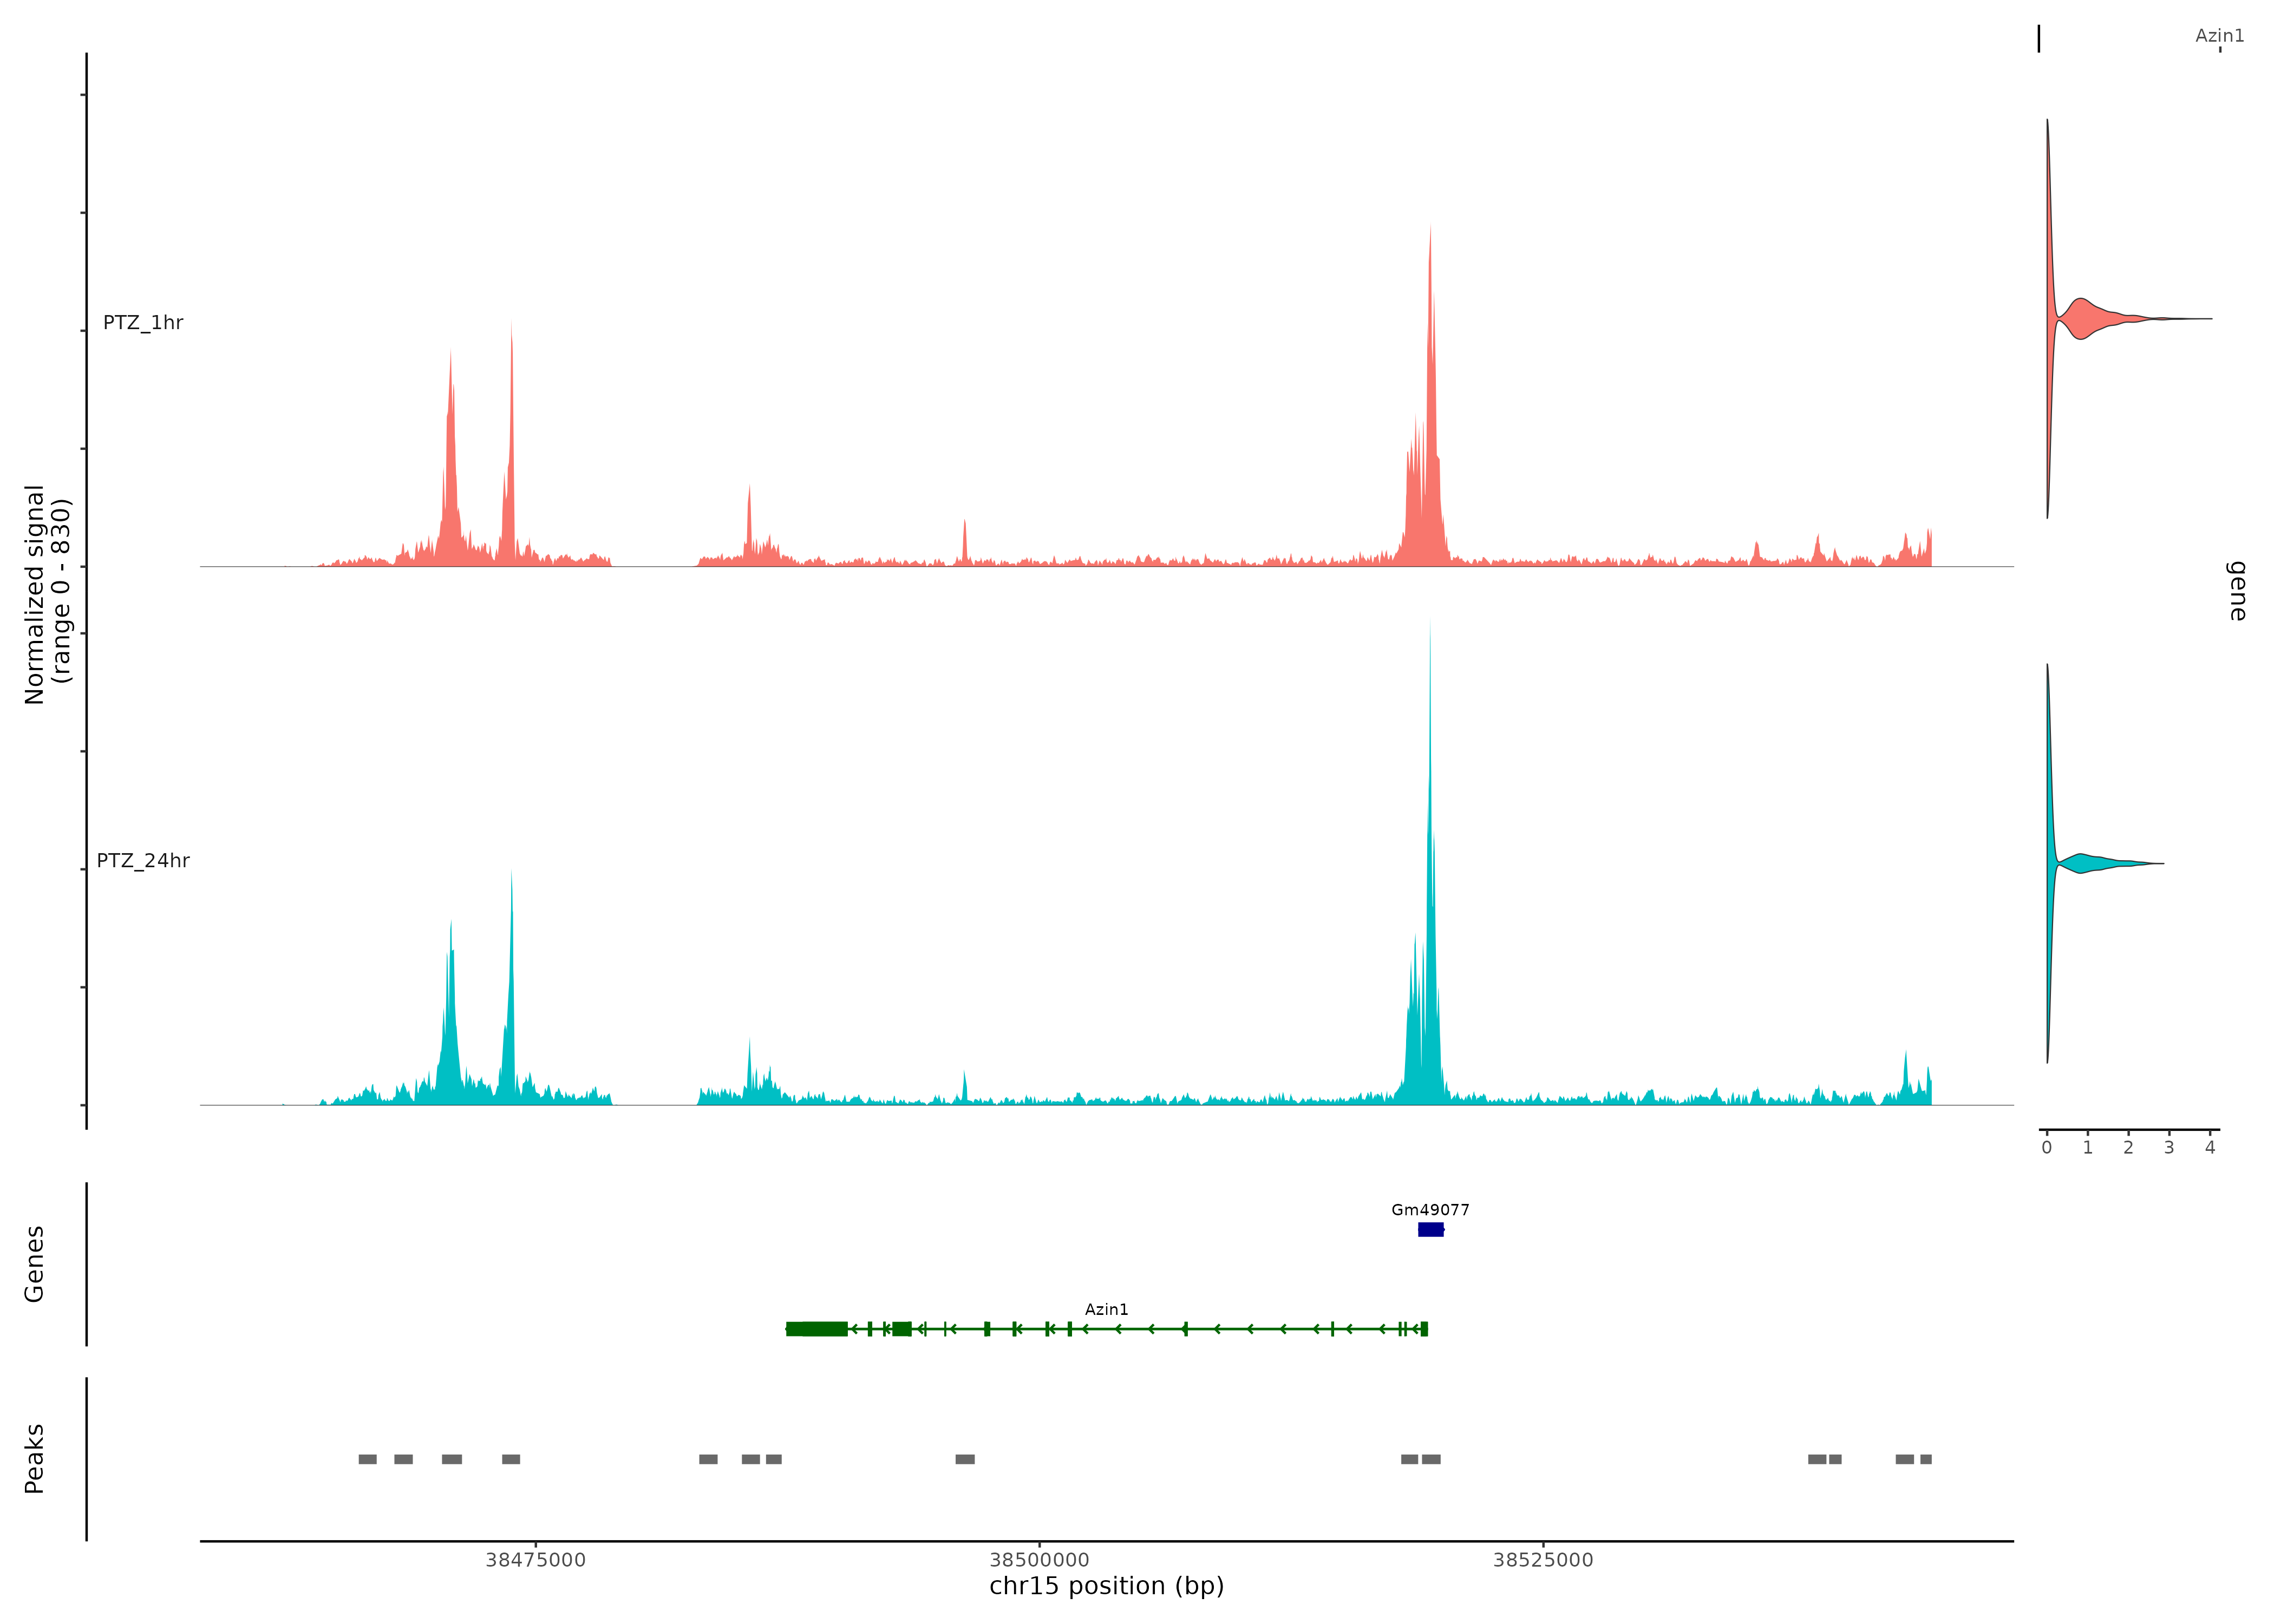 Azin1
PTZ_1hr
Normalized signal
(range 0 - 830)
gene
PTZ_24hr
0 1 2 3 4
Genes
Gm49077
Azin1
Peaks
38475000 38500000 38525000
chr15 position (bp)